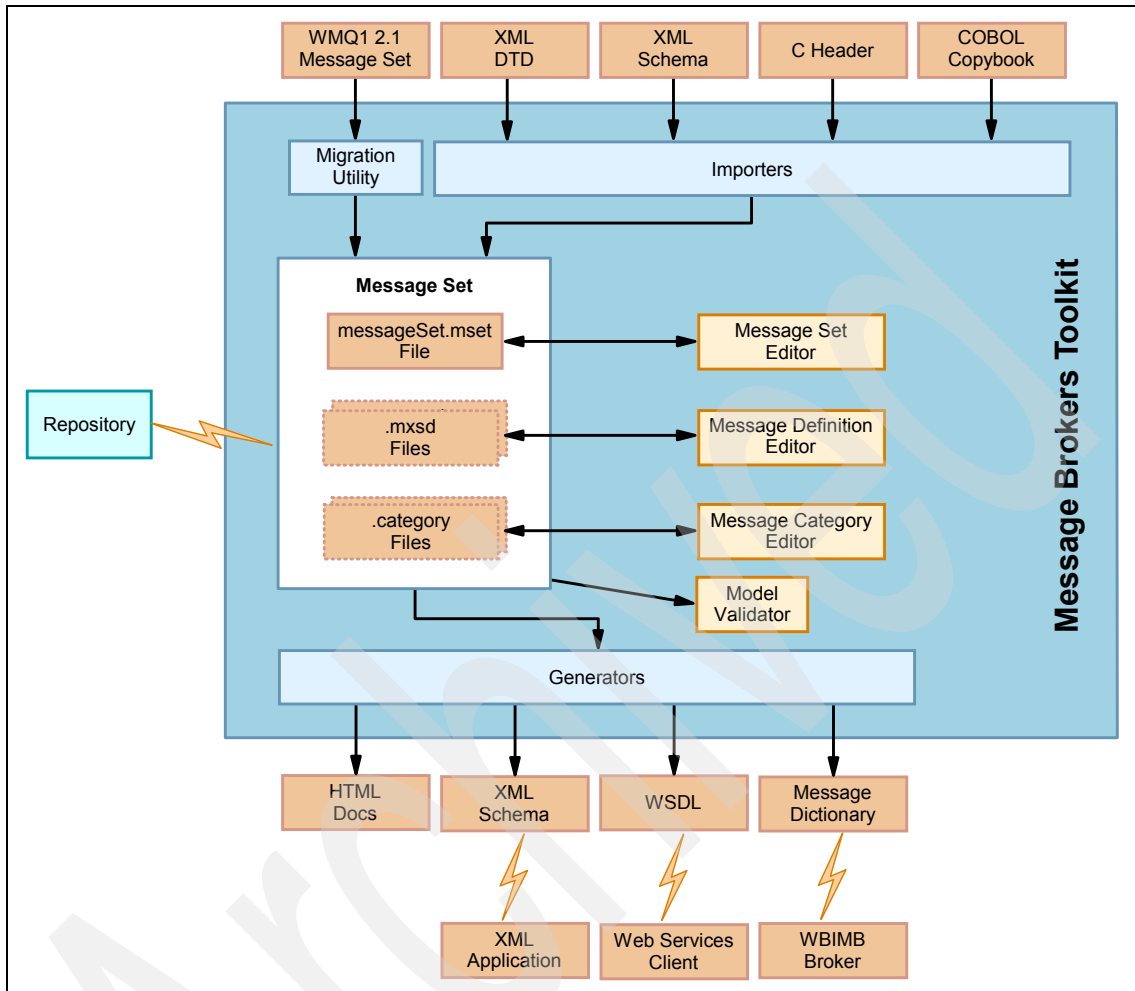 WMQ1 2.1
Message Set
XML
DTD
XML
Schema
C Header
COBOL
Copybook
Migration
Utility
Importers
Message Set
messageSet.mset
File
Message Set
Editor
Repository
.mxsd
Files
Message Definition
Editor
.category
Files
Message Category
Editor
Model
Validator
Message Brokers Toolkit
Generators
HTML
Docs
XML
Schema
WSDL
Message
Dictionary
XML
Application
Web Services
Client
WBIMB
Broker
Archived